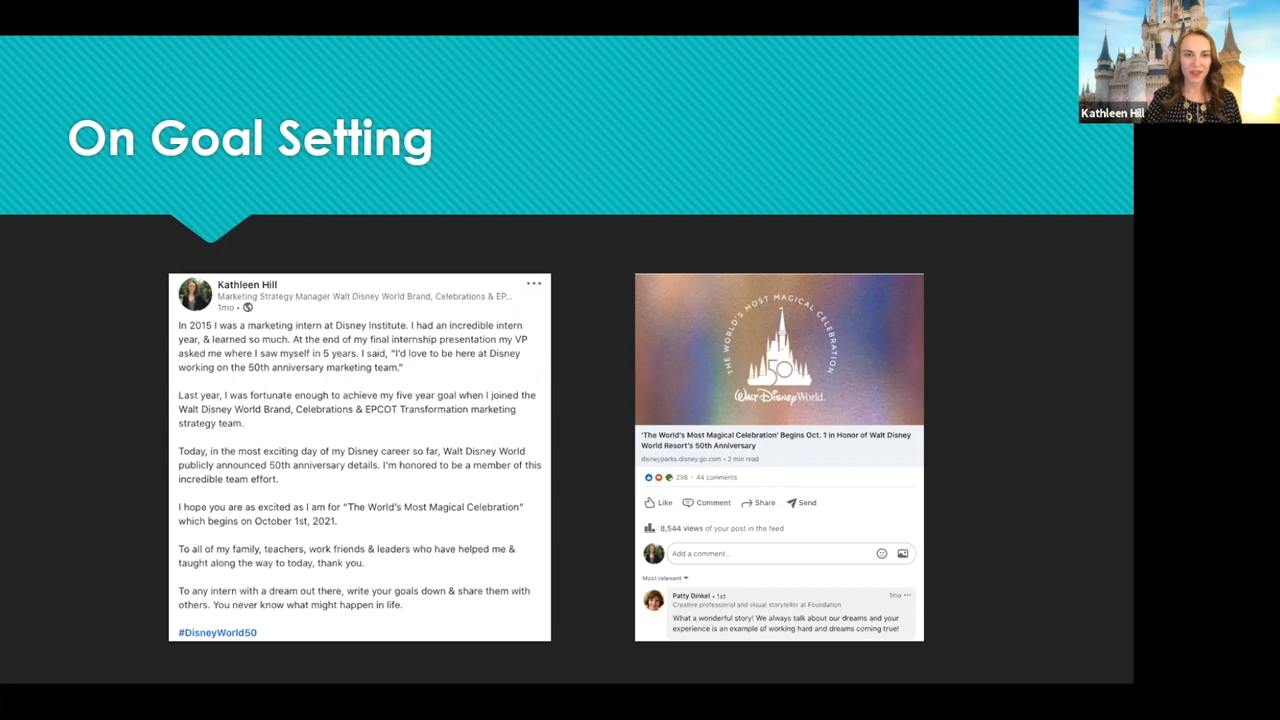 Kathleen Hill
On Goal Setting
Kathleen Hill
Marketing Strategy Manager Walt Disney World Brand, Celebrations & EP...
1mo •
In 2015 I was a marketing intern at Disney Institute. I had an incredible intern
year, & learned so much. At the end of my final internship presentation my VP
asked me where I saw myself in 5 years. I said, "I'd love to be here at Disney
working on the 50th anniversary marketing team."
Last year, I was fortunate enough to achieve my five year goal when I joined the
Walt Disney World Brand, Celebrations & EPCOT Transformation marketing
strategy team.
Today, in the most exciting day of my Disney career so far, Walt Disney World
publicly announced 50th anniversary details. I'm honored to be a member of this
incredible team effort.
I hope you are as excited as I am for "The World's Most Magical Celebration"
which begins on October 1st, 2021.
To all of my family, teachers, work friends & leaders who have helped me &
taught along the way to today, thank you.
To any intern with a dream out there, write your goals down & share them with
others. You never know what might happen in life.
#DisneyWorld50
THE WORLD'S MOST MAGICAL CELEBRATION
50
Walt Disney World.
'The World's Most Magical Celebration' Begins Oct. 1 in Honor of Walt Disney
World Resort's 50th Anniversary
disneyparks.disney.go.com • 2 min read
298 · 44 comments
Like Comment Share Send
8,544 views of your post in the feed
Add a comment...
Most relevant
Patty Dinkel • 1st 1mo
Creative professional and visual storyteller at Foundation
What a wonderful story! We always talk about our dreams and your
experience is an example of working hard and dreams coming true!